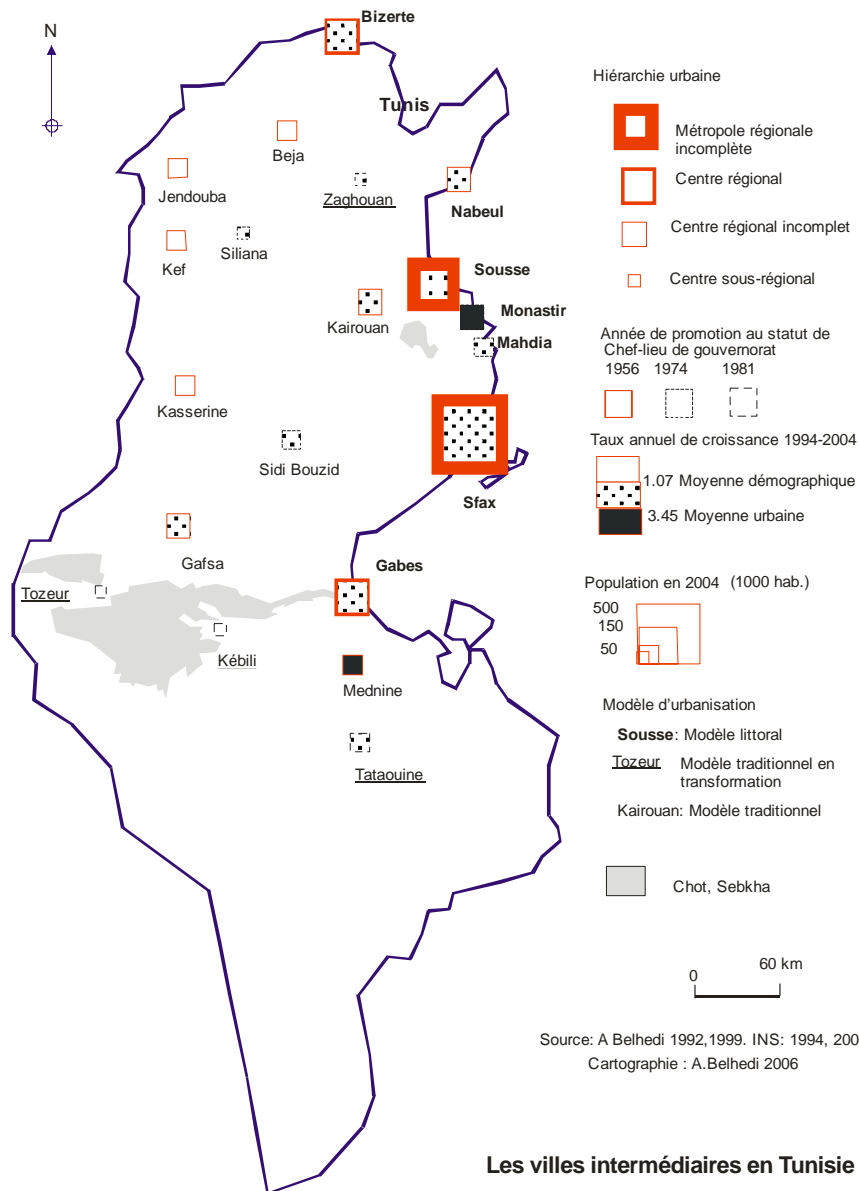 N
Bizerte
Tunis
Beja
Jendouba
Zaghouan
Nabeul
Siliana
Kef
Sousse
Kairouan
Monastir
Mahdia
Kasserine
Sidi Bouzid
Sfax
Gafsa
Gabes
Tozeur
Kébili
Mednine
Tataouine
Hiérarchie urbaine
Métropole régionale
incomplète
Centre régional
Centre régional incomplet
Centre sous-régional
Année de promotion au statut de
Chef-lieu de gouvernorat
1956 1974 1981
Taux annuel de croissance 1994-2004
1.07 Moyenne démographique
3.45 Moyenne urbaine
Population en 2004 (1000 hab.)
500
150
50
Modèle d'urbanisation
Sousse: Modèle littoral
Tozeur Modèle traditionnel en
transformation
Kairouan: Modèle traditionnel
Chot, Sebkha
0 60 km
Source: A Belhedi 1992,1999. INS: 1994, 200
Cartographie : A.Belhedi 2006
Les villes intermédiaires en Tunisie